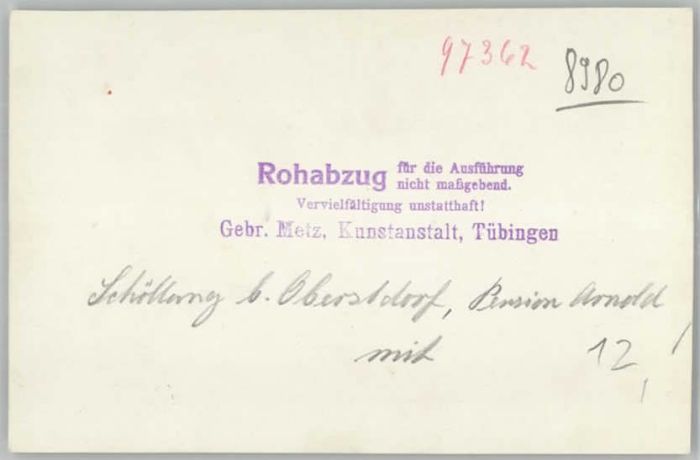 97362
8980
Rohabzug für die Ausführung nicht maßgebend.
Vervielfältigung unstatthaft!
Gebr. Metz, Kunstanstalt, Tübingen
Schöllang b. Oberstdorf, Pension Arnold
mit 12